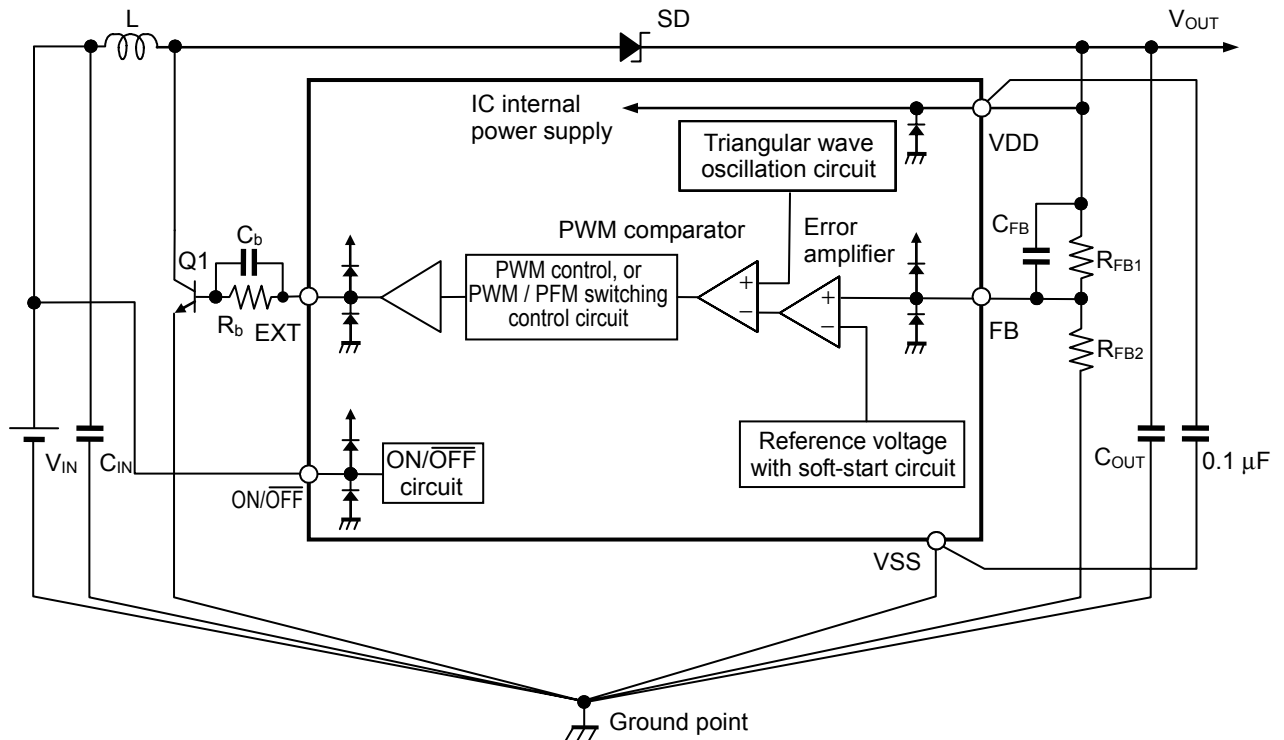 L
SD
VOUT
IC internal
power supply
VDD
Triangular wave
oscillation circuit
CFB
PWM comparator
Error
amplifier
Cb
Q1
RFB1
PWM control, or
PWM / PFM switching
control circuit
+
−
+
−
Rb
EXT
FB
RFB2
Reference voltage
with soft-start circuit
VIN
CIN
ON/OFF
circuit
ON/OFF
COUT
0.1 μF
VSS
Ground point